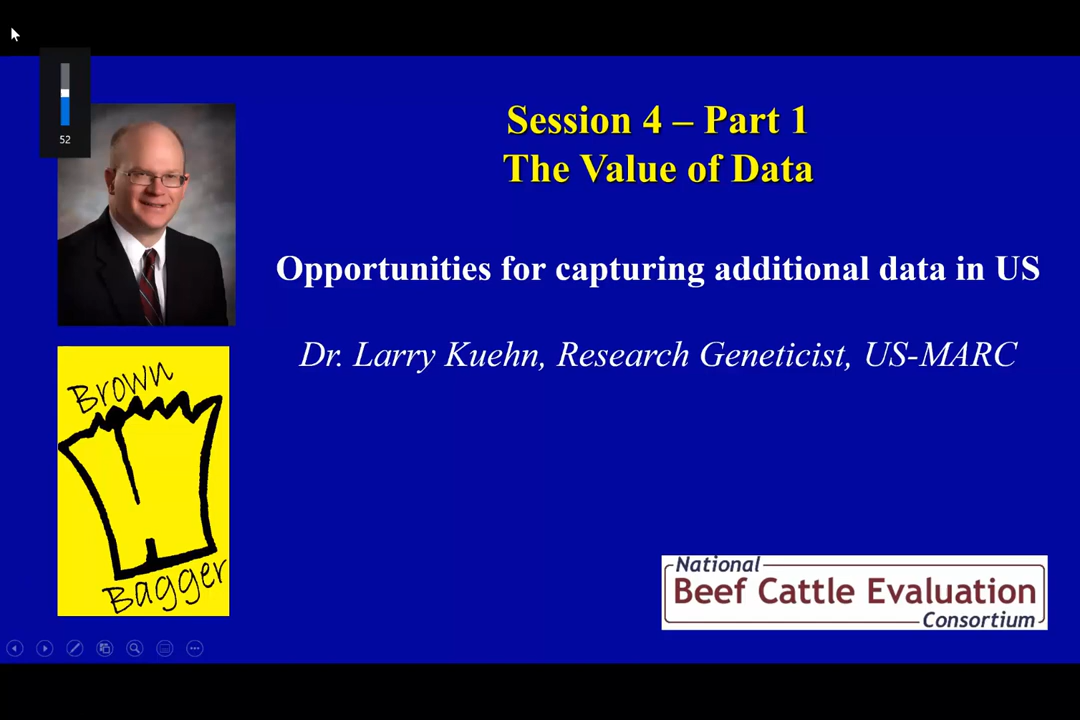 52
Session 4 – Part 1
The Value of Data
Opportunities for capturing additional data in US
Dr. Larry Kuehn, Research Geneticist, US-MARC
Brown
Bagger
National
Beef Cattle Evaluation
Consortium